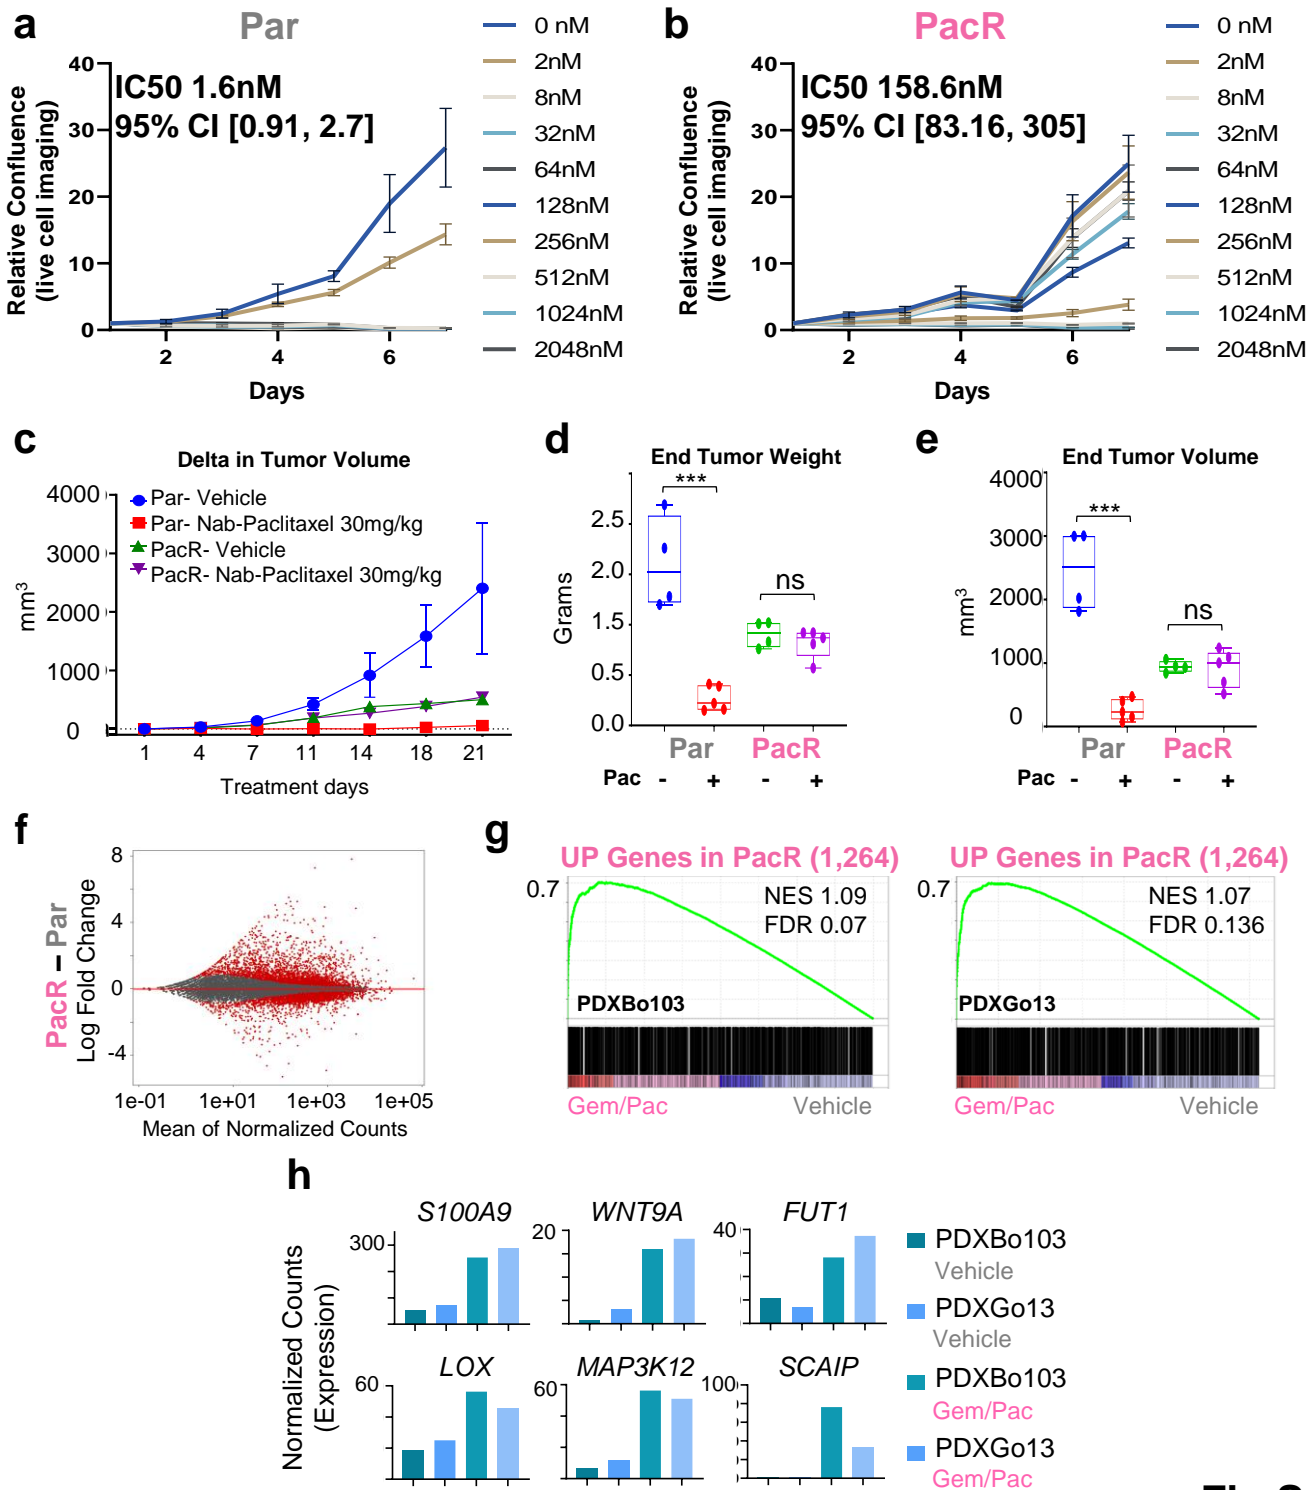 a
Par
0 nM
2nM
8nM
32nM
64nM
128nM
256nM
512nM
1024nM
2048nM
IC50 1.6nM
95% CI [0.91, 2.7]
Relative Confluence
(live cell imaging)
40
30
20
10
0
2
4
6
Days
b
PacR
0 nM
2nM
8nM
32nM
64nM
128nM
256nM
512nM
1024nM
2048nM
IC50 158.6nM
95% CI [83.16, 305]
Relative Confluence
(live cell imaging)
40
30
20
10
0
2
4
6
Days
c
Delta in Tumor Volume
Par- Vehicle
Par- Nab-Paclitaxel 30mg/kg
PacR- Vehicle
PacR- Nab-Paclitaxel 30mg/kg
mm³
4000
3000
2000
1000
0
1 4 7 11 14 18 21
Treatment days
d
End Tumor Weight
Grams
2.5
2.0
1.5
0.5
0.0
***
ns
Par PacR
Pac - + - +
e
End Tumor Volume
mm³
4000
3000
2000
1000
0
***
ns
Par PacR
Pac - + - +
f
PacR – Par
Log Fold Change
8
4
0
-4
1e-01 1e+01 1e+03 1e+05
Mean of Normalized Counts
g
UP Genes in PacR (1,264)
0.7
NES 1.09
FDR 0.07
PDXBo103
Gem/Pac Vehicle
UP Genes in PacR (1,264)
0.7
NES 1.07
FDR 0.136
PDXGo13
Gem/Pac Vehicle
h
Normalized Counts
(Expression)
S100A9
300
WNT9A
20
FUT1
40
LOX
60
MAP3K12
60
SCAIP
100
PDXBo103
Vehicle
PDXGo13
Vehicle
PDXBo103
Gem/Pac
PDXGo13
Gem/Pac